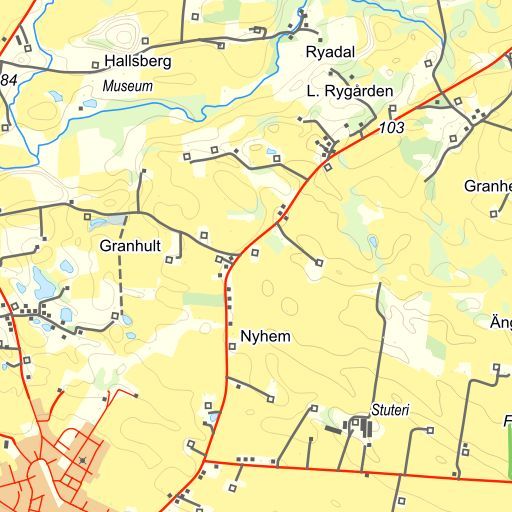 Hallsberg
Ryadal
84
Museum
L. Rygården
103
Granhe
Granhult
Äng
Nyhem
Stuteri
F